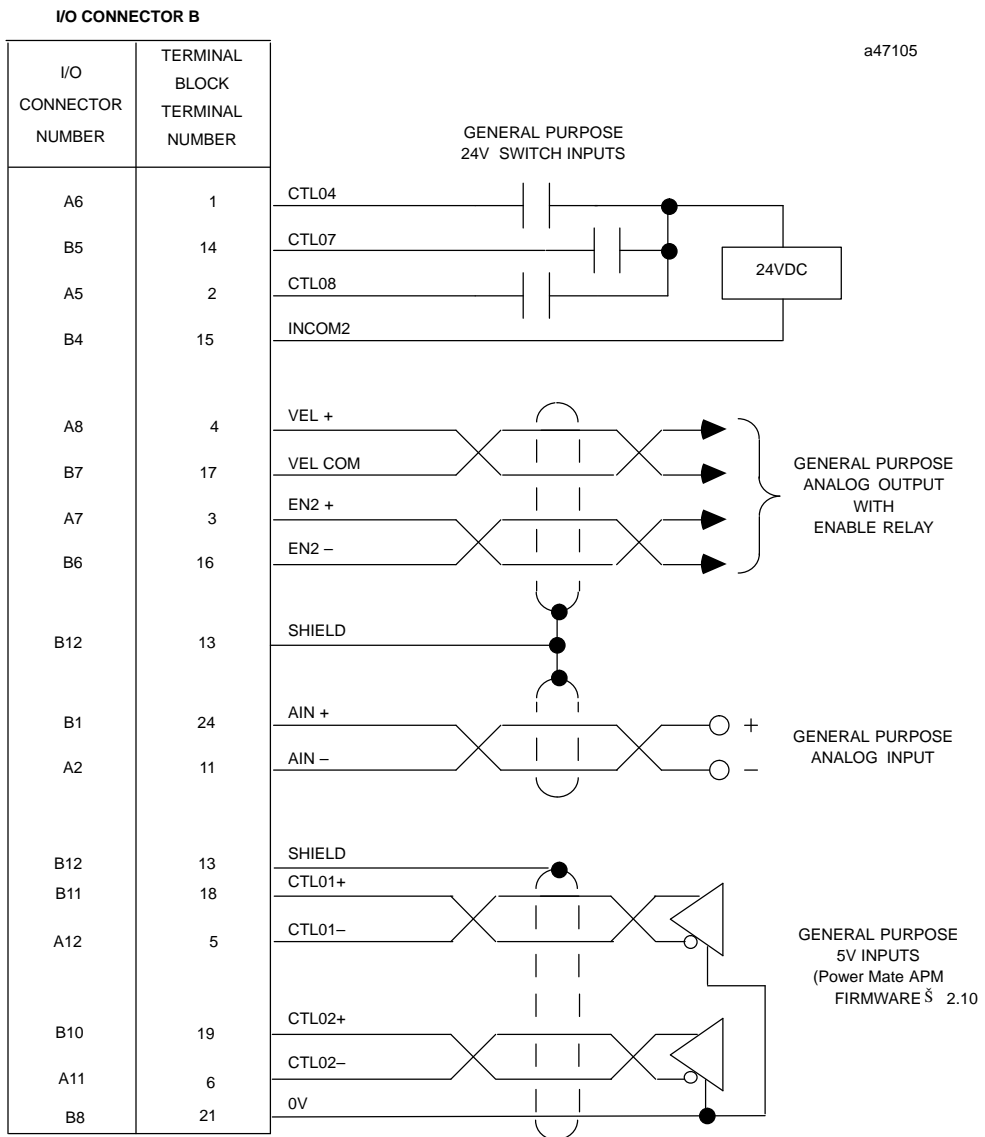 I/O CONNECTOR B
a47105
I/O CONNECTOR NUMBER
TERMINAL BLOCK TERMINAL NUMBER
GENERAL PURPOSE
24V SWITCH INPUTS
A6 1 CTL04
B5 14 CTL07
A5 2 CTL08
B4 15 INCOM2
24VDC
A8 4 VEL +
B7 17 VEL COM
A7 3 EN2 +
B6 16 EN2 –
GENERAL PURPOSE
ANALOG OUTPUT
WITH
ENABLE RELAY
B12 13 SHIELD
B1 24 AIN + +
A2 11 AIN – –
GENERAL PURPOSE
ANALOG INPUT
B12 13 SHIELD
B11 18 CTL01+
A12 5 CTL01–
GENERAL PURPOSE
5V INPUTS
(Power Mate APM
FIRMWARE Š 2.10
B10 19 CTL02+
A11 6 CTL02–
B8 21 0V